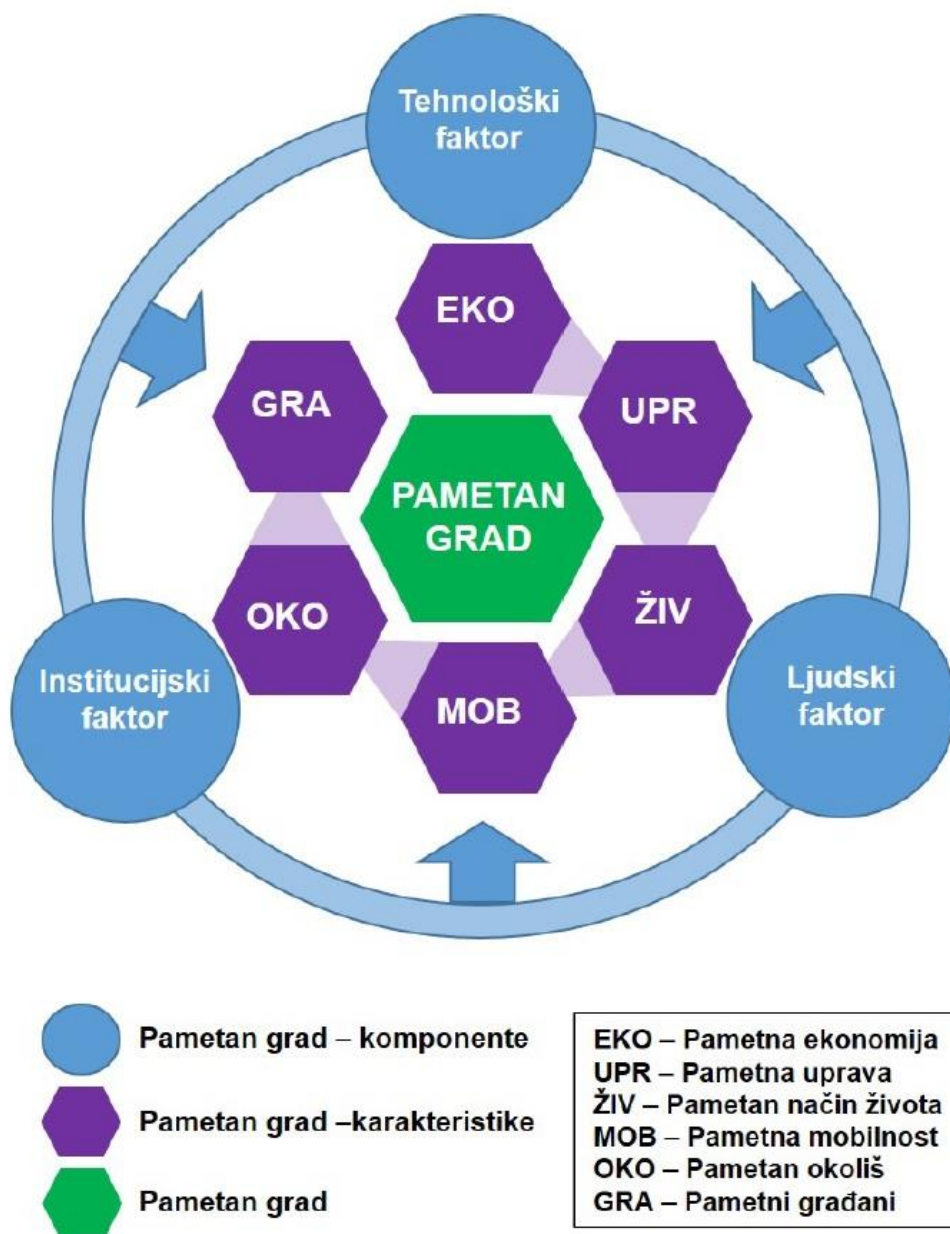 Tehnološki
faktor
EKO
GRA
UPR
PAMETAN
GRAD
OKO
ŽIV
MOB
Institucijski
faktor
Ljudski
faktor
Pametan grad – komponente
Pametan grad –karakteristike
Pametan grad
EKO – Pametna ekonomija
UPR – Pametna uprava
ŽIV – Pametan način života
MOB – Pametna mobilnost
OKO – Pametan okoliš
GRA – Pametni građani